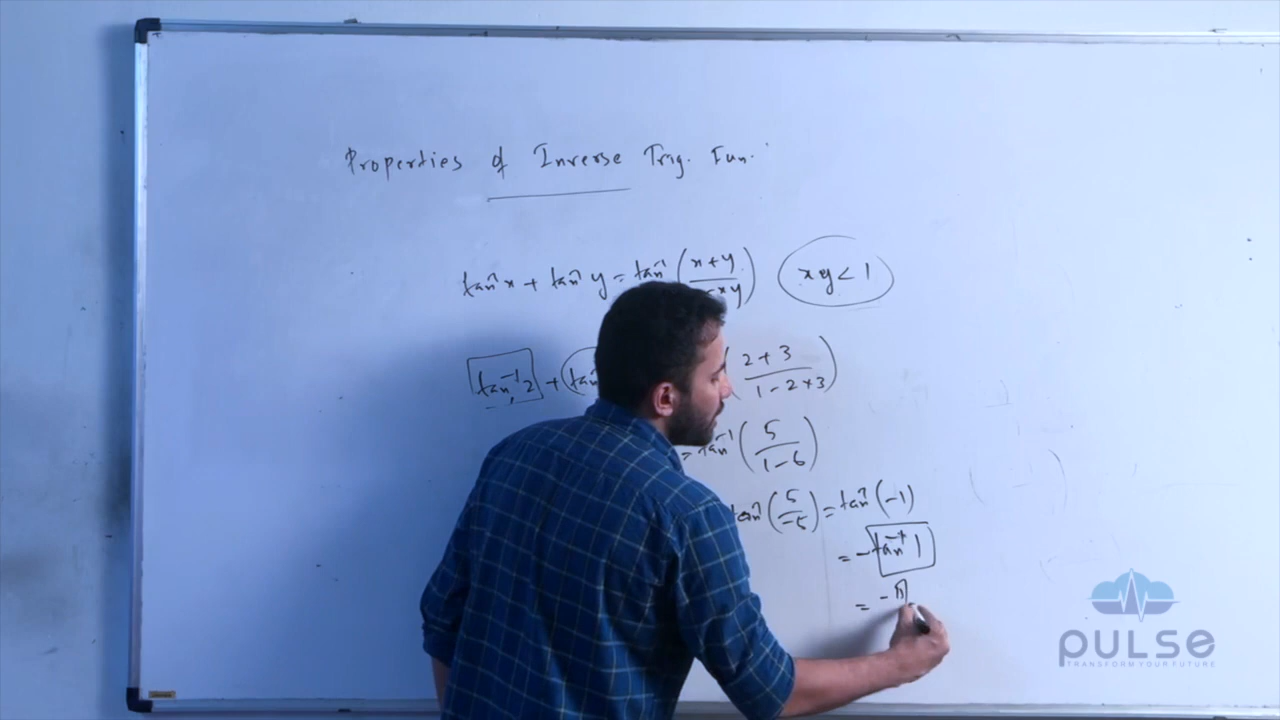 Properties of Inverse Trig. Fun.
tan⁻¹x + tan⁻¹y = tan⁻¹(x+y/-xy) xy < 1
tan⁻¹2 + tan (2+3/1-2×3)
= tan⁻¹(5/1-6)
tan⁻¹(5/-5) = tan⁻¹(-1)
= -tan⁻¹1
= -π
PULSE
TRANSFORM YOUR FUTURE